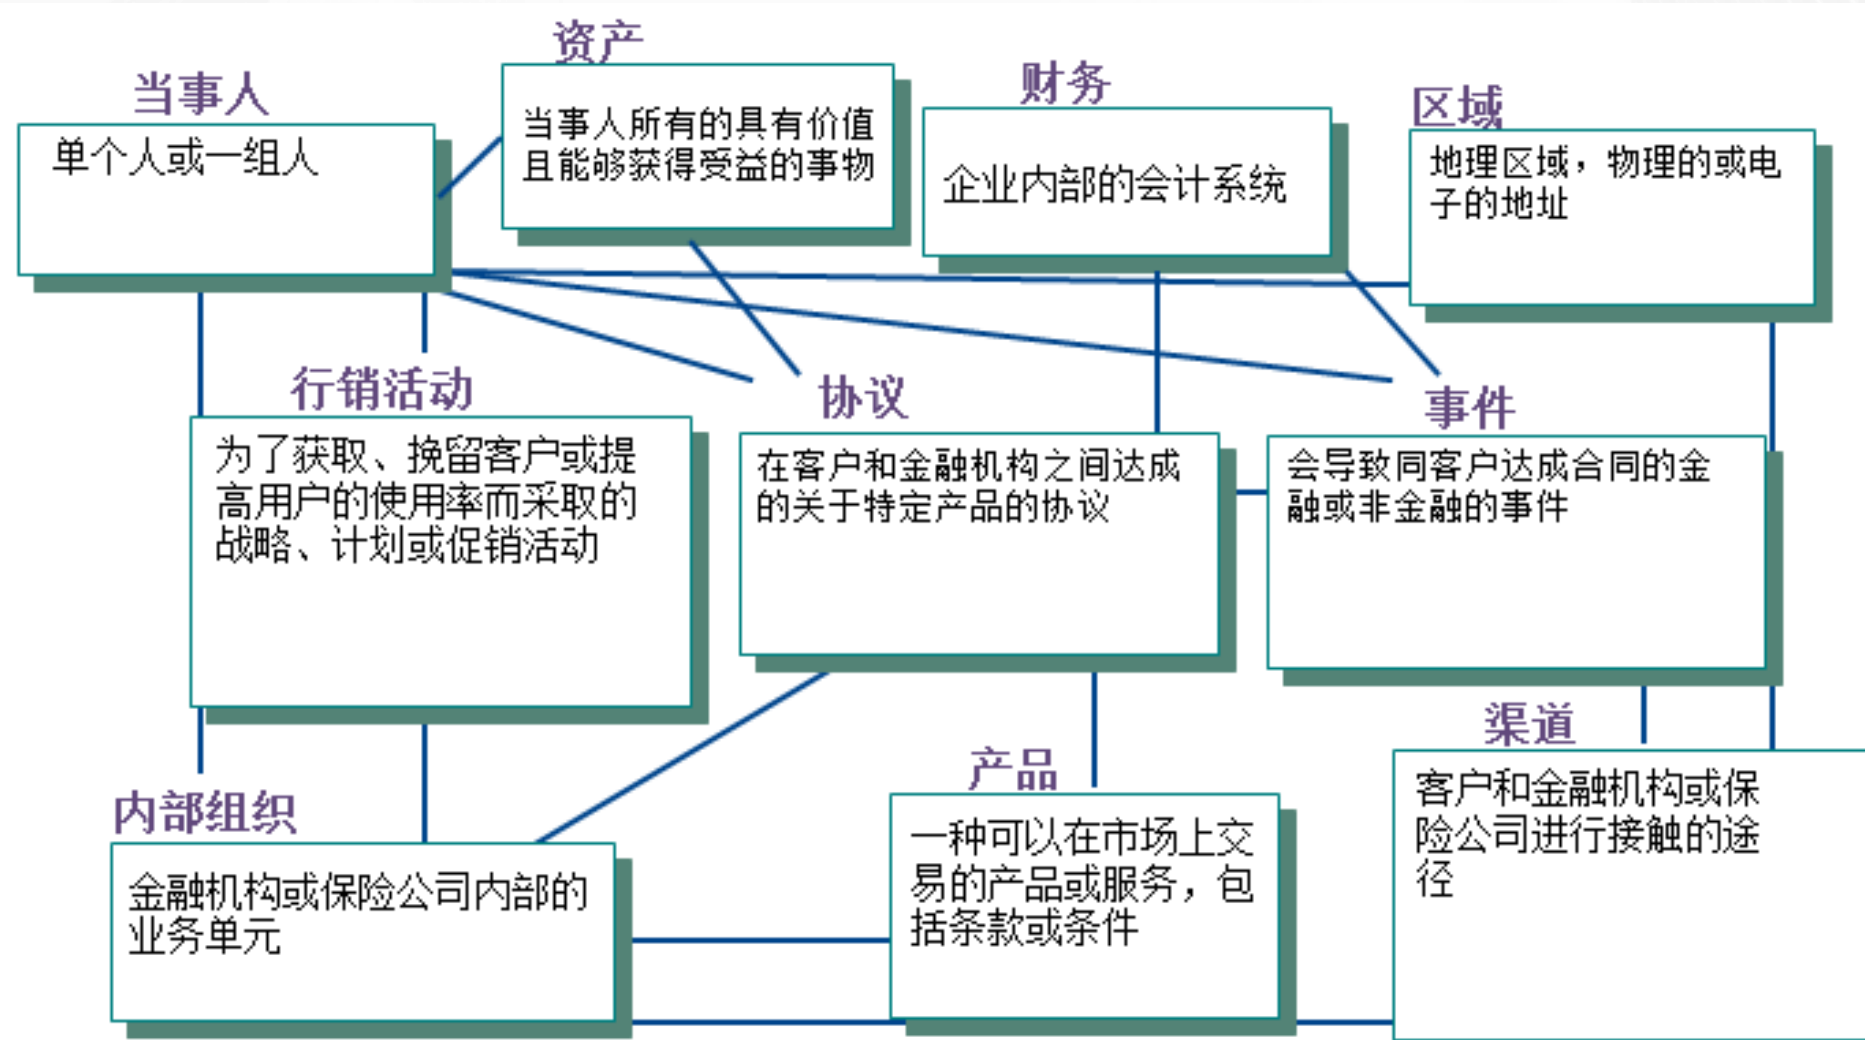 当事人
单个人或一组人
资产
当事人所有的具有价值
且能够获得受益的事物
财务
企业内部的会计系统
区域
地理区域，物理的或电
子的地址
行销活动
为了获取、挽留客户或提
高用户的使用率而采取的
战略、计划或促销活动
协议
在客户和金融机构之间达成
的关于特定产品的协议
事件
会导致同客户达成合同的金
融或非金融的事件
内部组织
金融机构或保险公司内部的
业务单元
产品
一种可以在市场上交
易的产品或服务，包
括条款或条件
渠道
客户和金融机构或保
险公司进行接触的途
径